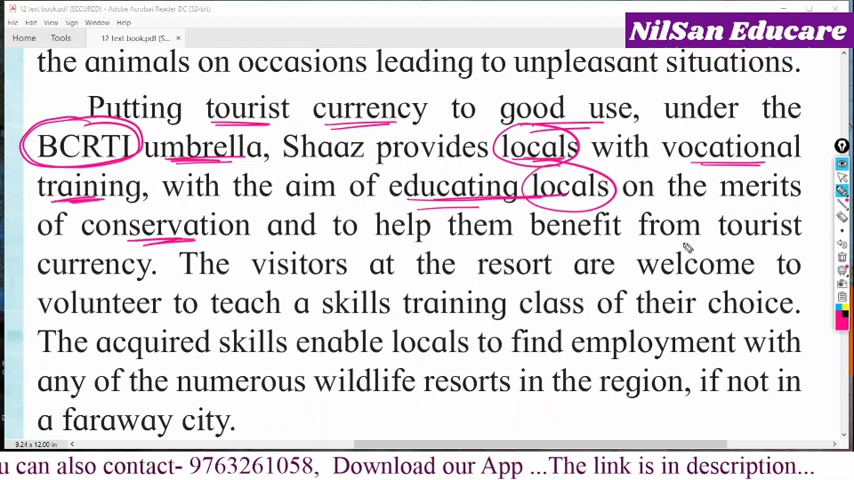 12 text book.pdf (SECURED) - Adobe Acrobat Reader DC (32-bit)
File Edit View Sign Window Help
Home Tools 12 text book.pdf (SE... ×
NilSan Educare
the animals on occasions leading to unpleasant situations.
Putting tourist currency to good use, under the
BCRTI umbrella, Shaaz provides locals with vocational
training, with the aim of educating locals on the merits
of conservation and to help them benefit from tourist
currency. The visitors at the resort are welcome to
volunteer to teach a skills training class of their choice.
The acquired skills enable locals to find employment with
any of the numerous wildlife resorts in the region, if not in
a faraway city.
9.24 x 12.00 in
u can also contact- 9763261058, Download our App ...The link is in description...